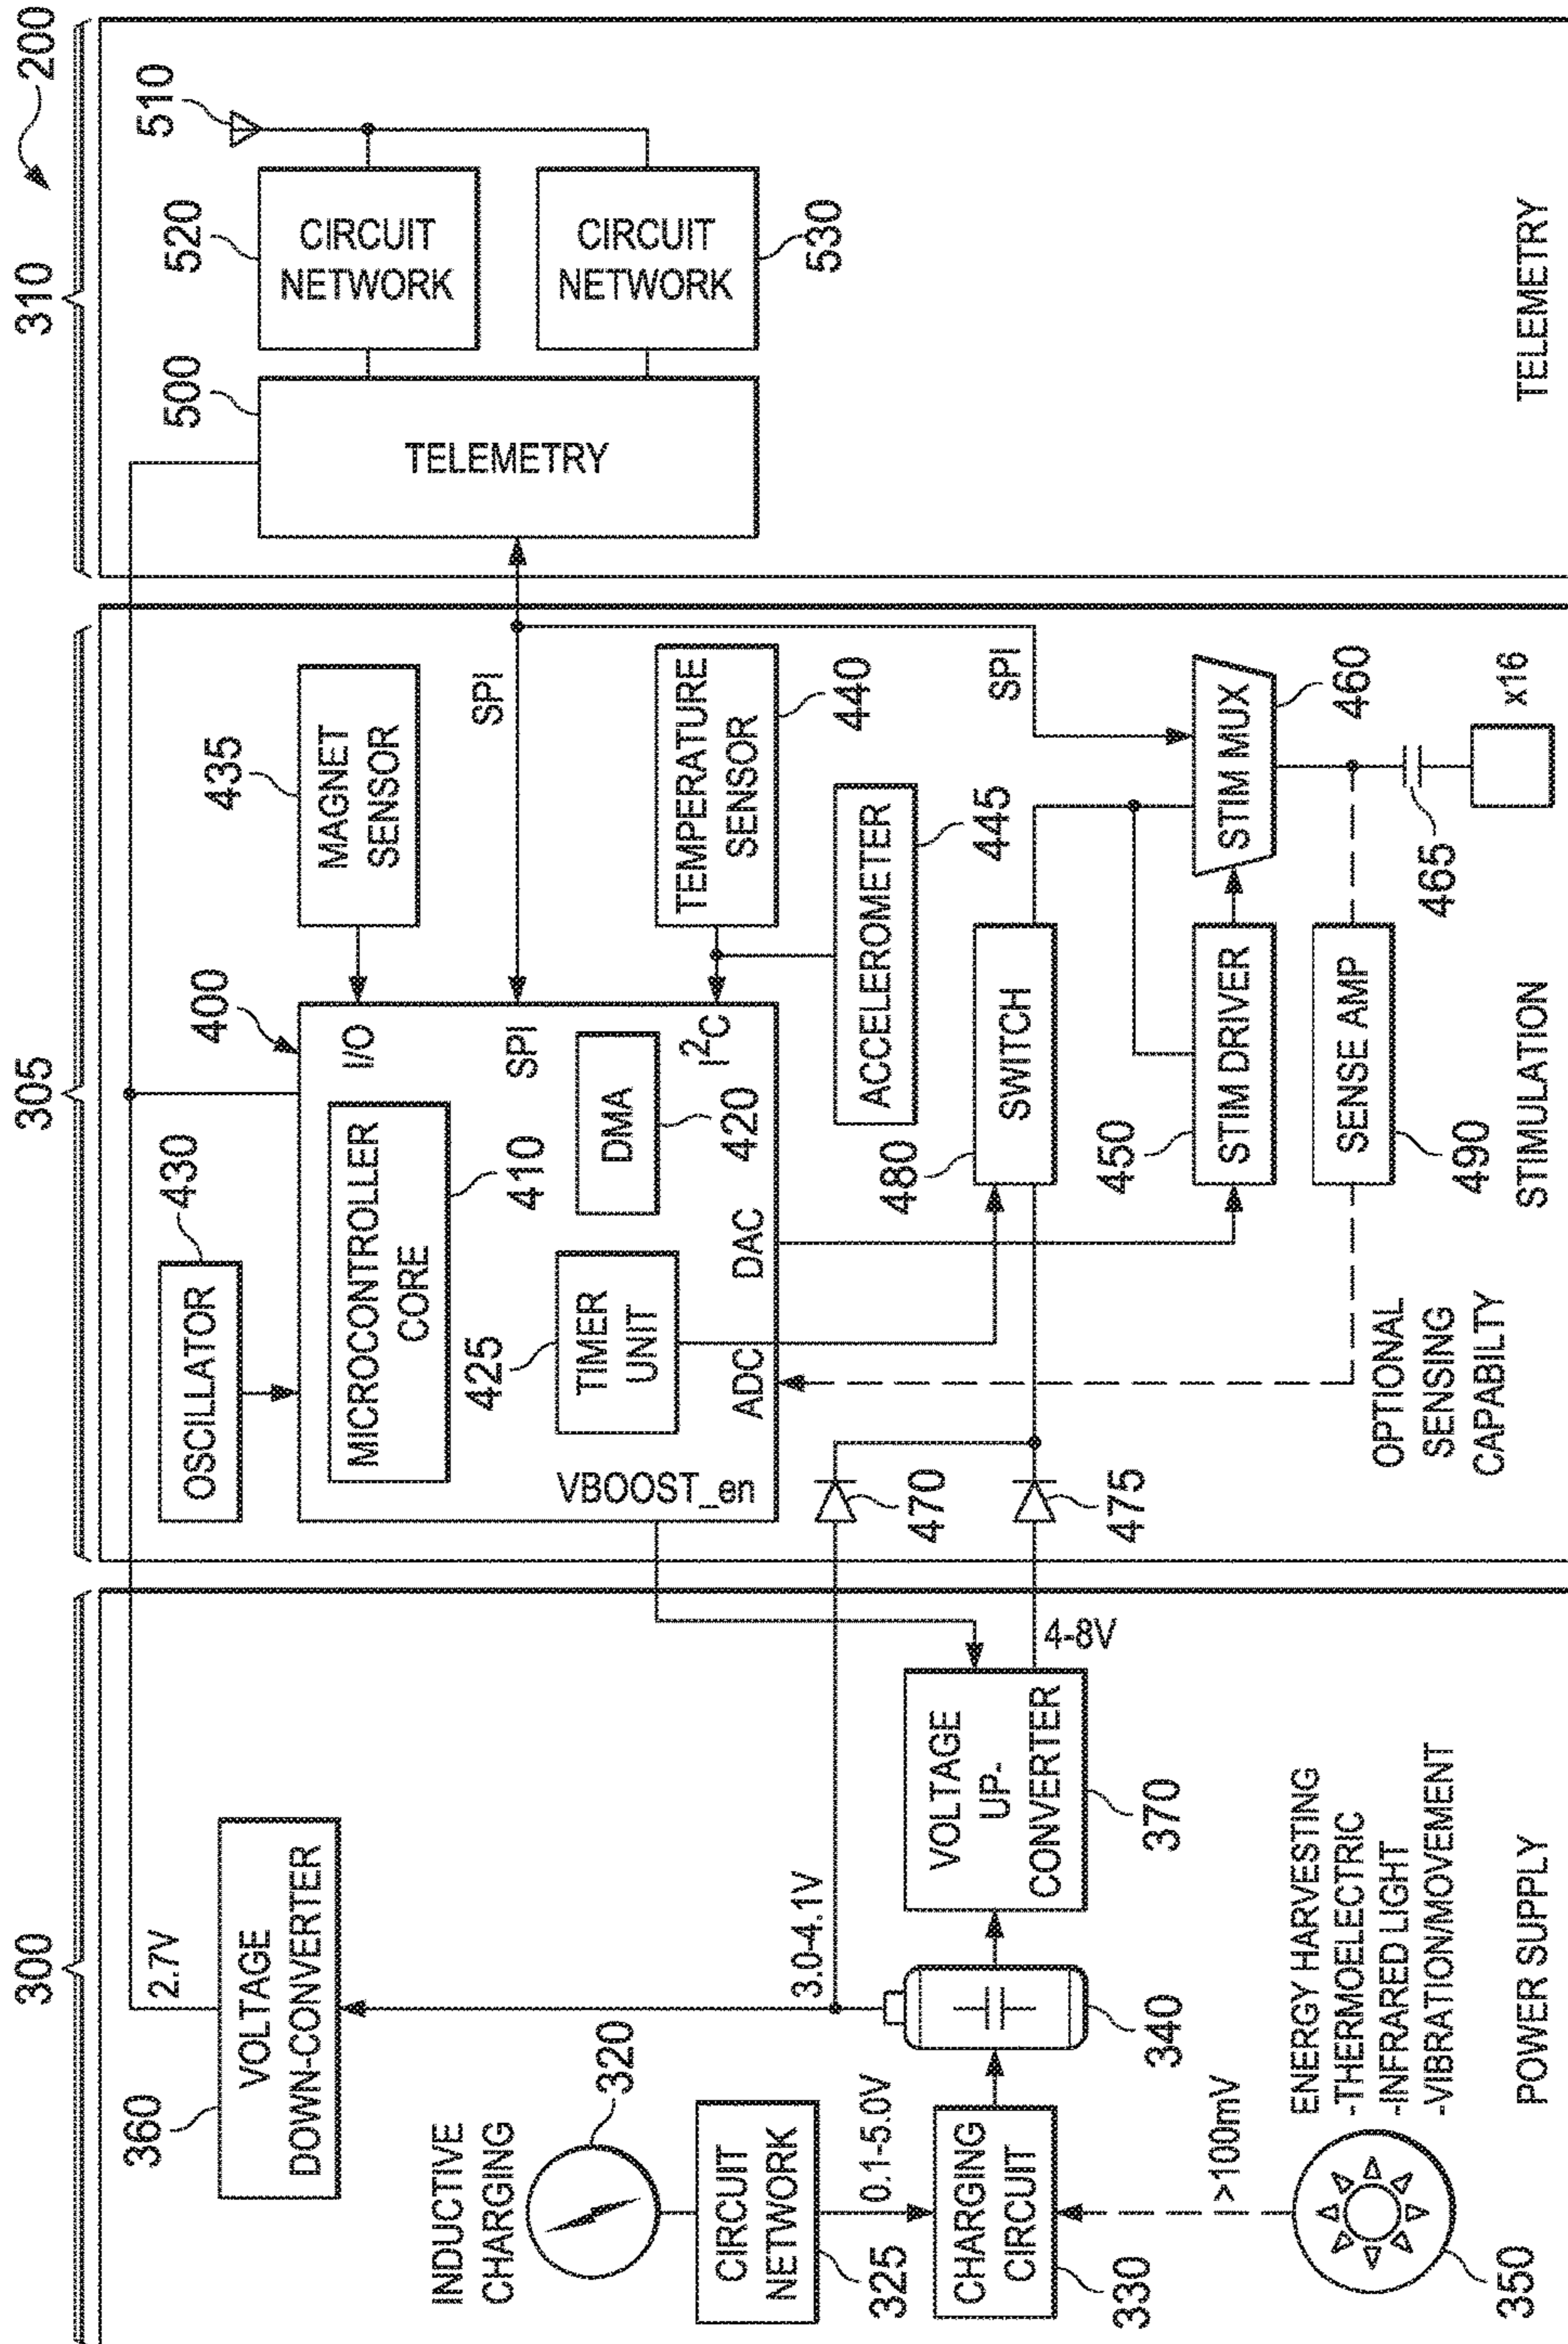 300
305
310
200
360
VOLTAGE
DOWN-CONVERTER
2.7V
INDUCTIVE
CHARGING
320
CIRCUIT
NETWORK
325
0.1-5.0V
CHARGING
CIRCUIT
330
340
3.0-4.1V
VOLTAGE
UP-
CONVERTER
370
4-8V
>100mV
350
ENERGY HARVESTING
-THERMOELECTRIC
-INFRARED LIGHT
-VIBRATION/MOVEMENT
POWER SUPPLY
OSCILLATOR
430
400
MICROCONTROLLER
CORE
410
I/O
SPI
I2C
DMA
420
425
TIMER
UNIT
VBOOST_en
ADC
DAC
435
MAGNET
SENSOR
SPI
TEMPERATURE
SENSOR
440
ACCELEROMETER
445
470
475
480
SWITCH
SPI
450
STIM DRIVER
STIM MUX
460
SENSE AMP
490
465
x16
OPTIONAL
SENSING
CAPABILTY
STIMULATION
500
TELEMETRY
520
CIRCUIT
NETWORK
510
CIRCUIT
NETWORK
530
TELEMETRY